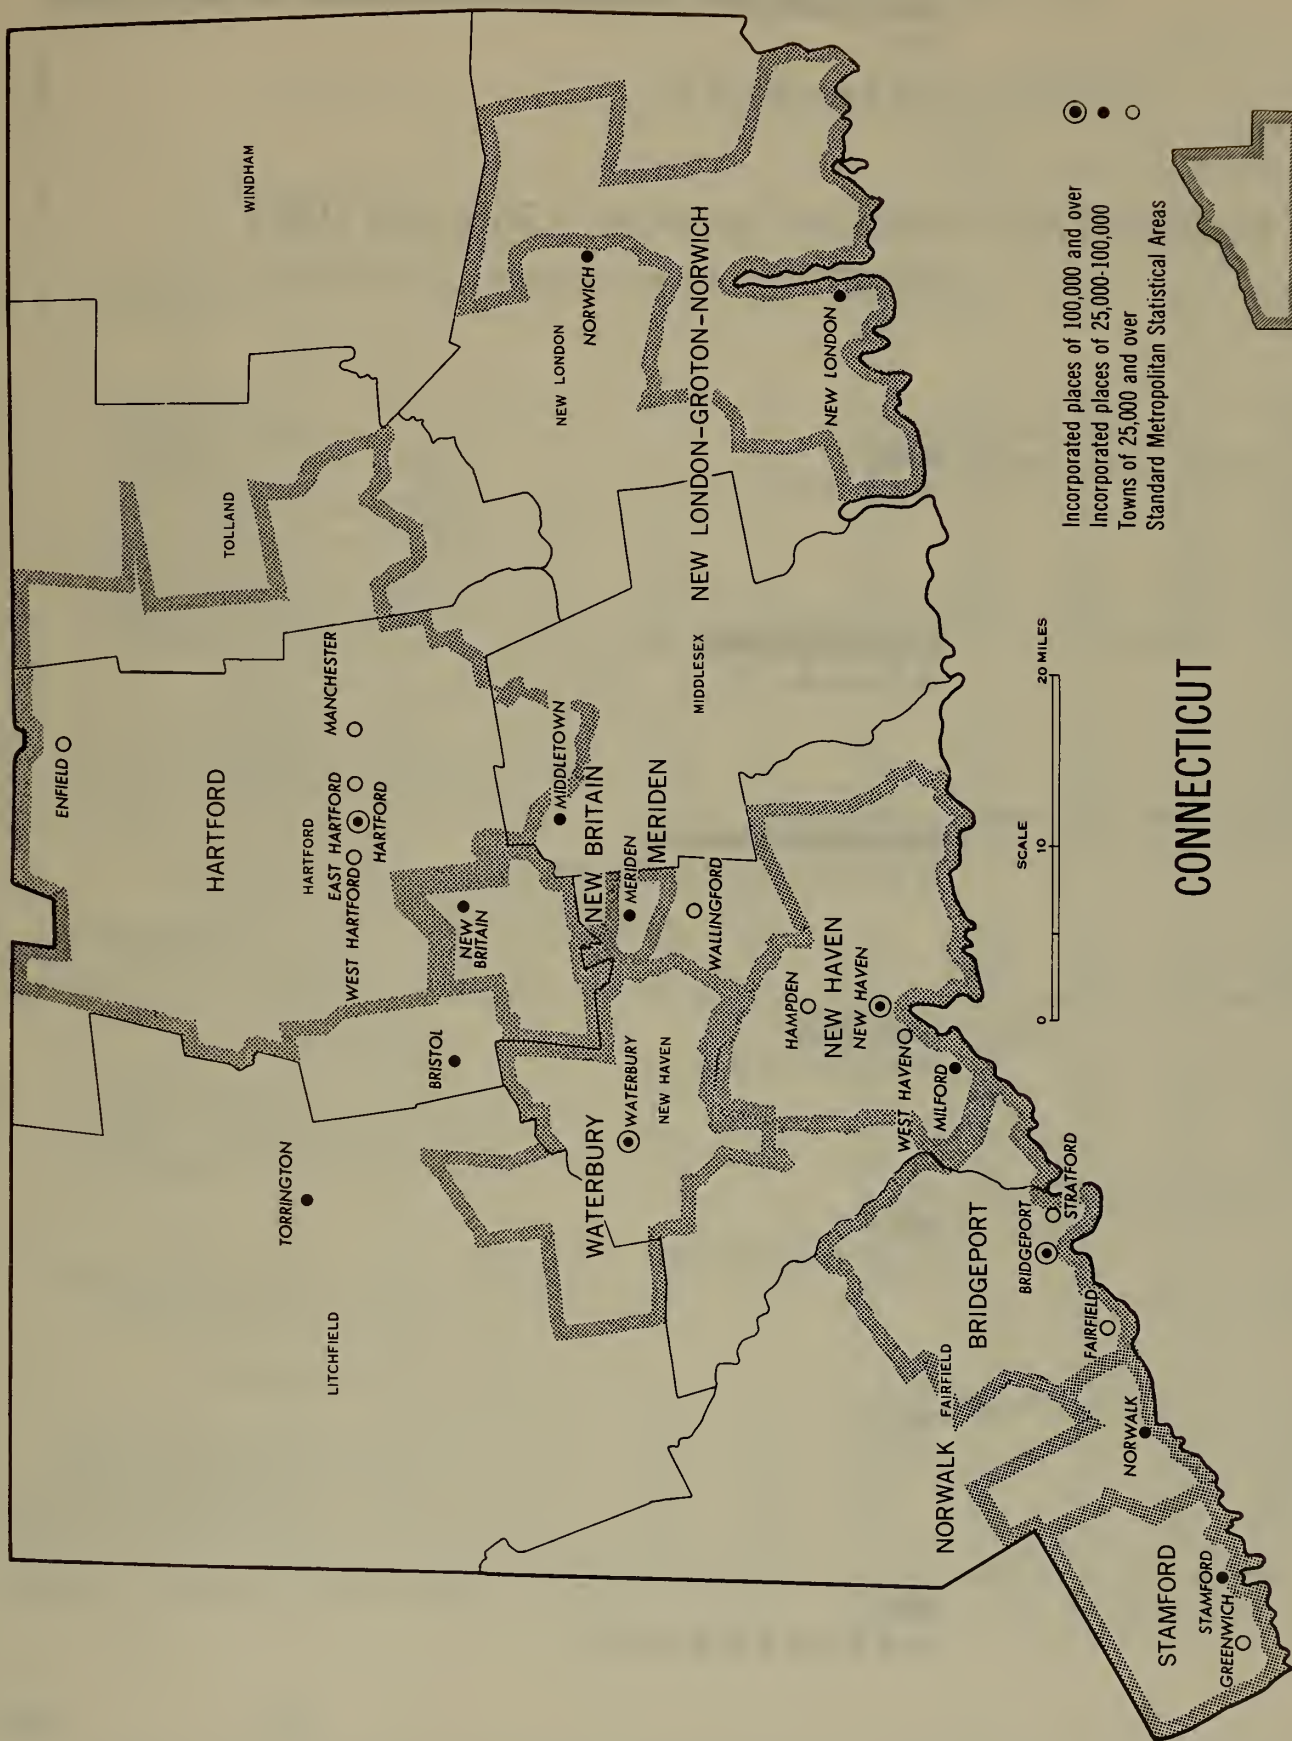 WINDHAM
TOLLAND
ENFIELD
HARTFORD
HARTFORD
MANCHESTER
EAST HARTFORD
HARTFORD
WEST HARTFORD
TORRINGTON
LITCHFIELD
BRISTOL
NEW
BRITAIN
NEW LONDON
NORWICH
MIDDLETOWN
NEW BRITAIN
MERIDEN
MERIDEN
WATERBURY
WATERBURY
NEW HAVEN
WALLINGFORD
MIDDLESEX
NEW LONDON-GROTON-NORWICH
NEW LONDON
HAMPDEN
NEW HAVEN
NEW HAVEN
WEST HAVEN
MILFORD
BRIDGEPORT
BRIDGEPORT
STRATFORD
FAIRFIELD
FAIRFIELD
NORWALK
NORWALK
STAMFORD
STAMFORD
GREENWICH
SCALE
0 10 20 MILES
Incorporated places of 100,000 and over
Incorporated places of 25,000-100,000
Towns of 25,000 and over
Standard Metropolitan Statistical Areas
CONNECTICUT